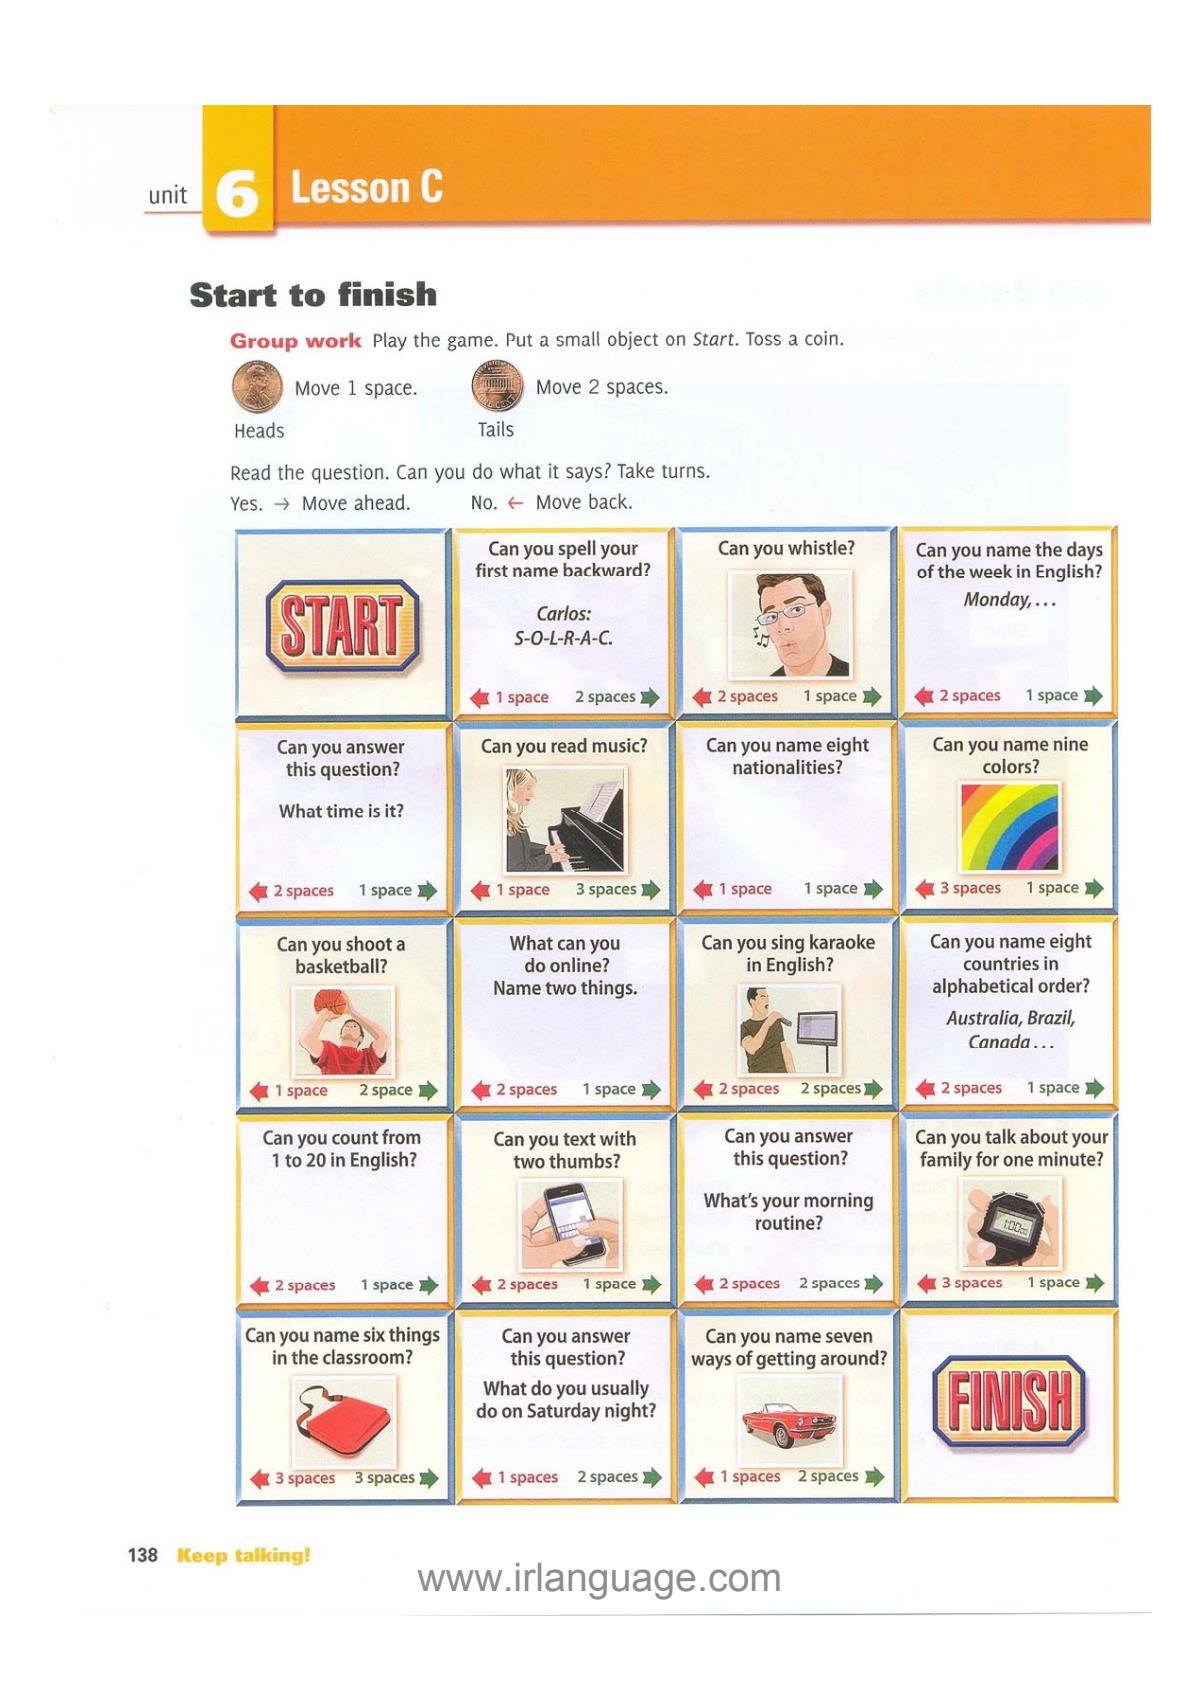 unit 6 Lesson C
Start to finish
Group work Play the game. Put a small object on Start. Toss a coin.
Move 1 space. Move 2 spaces.
Heads Tails
Read the question. Can you do what it says? Take turns.
Yes. → Move ahead. No. ← Move back.
START
Can you spell your
first name backward?
Carlos:
S-O-L-R-A-C.
1 space 2 spaces
Can you whistle?
2 spaces 1 space
Can you name the days
of the week in English?
Monday, . . .
2 spaces 1 space
Can you answer
this question?
What time is it?
2 spaces 1 space
Can you read music?
1 space 3 spaces
Can you name eight
nationalities?
1 space 1 space
Can you name nine
colors?
3 spaces 1 space
Can you shoot a
basketball?
1 space 2 space
What can you
do online?
Name two things.
2 spaces 1 space
Can you sing karaoke
in English?
2 spaces 2 spaces
Can you name eight
countries in
alphabetical order?
Australia, Brazil,
Canada . . .
2 spaces 1 space
Can you count from
1 to 20 in English?
2 spaces 1 space
Can you text with
two thumbs?
2 spaces 1 space
Can you answer
this question?
What's your morning
routine?
2 spaces 2 spaces
Can you talk about your
family for one minute?
1:00
3 spaces 1 space
Can you name six things
in the classroom?
3 spaces 3 spaces
Can you answer
this question?
What do you usually
do on Saturday night?
1 spaces 2 spaces
Can you name seven
ways of getting around?
1 spaces 2 spaces
FINISH
138 Keep talking!
www.irlanguage.com